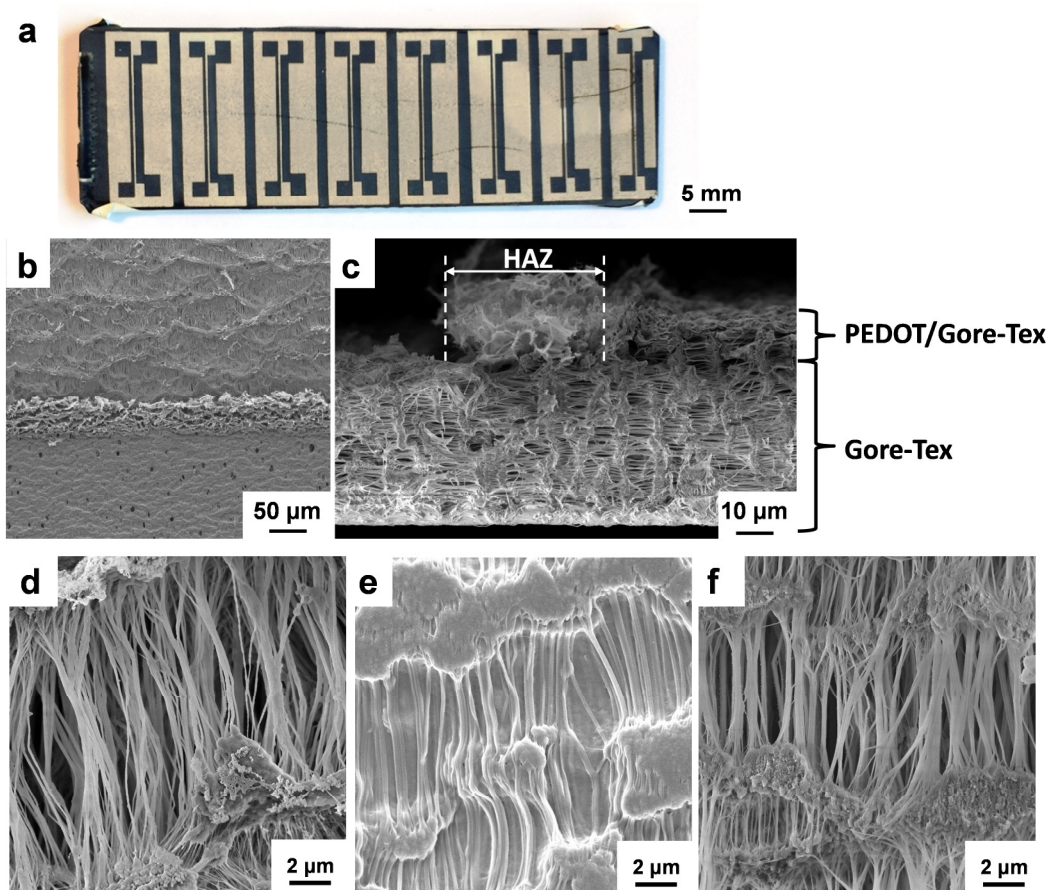 a
5 mm
b
50 µm
c
HAZ
10 µm
PEDOT/Gore-Tex
Gore-Tex
d
2 µm
e
2 µm
f
2 µm